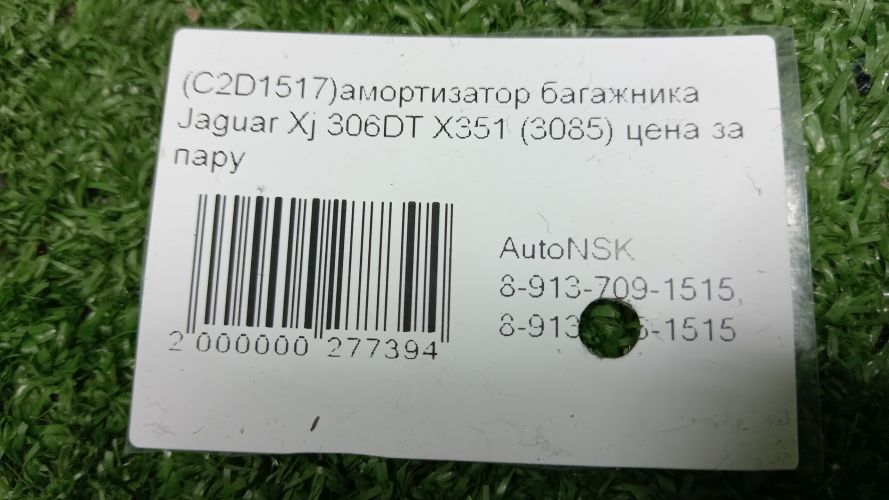 (C2D1517)амортизатор багажника
Jaguar Xj 306DT X351 (3085) цена за
пару
AutoNSK
8-913-709-1515,
2 000000 277394